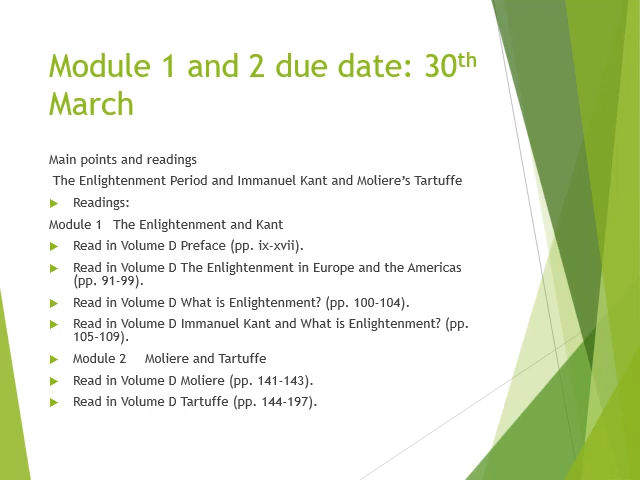 Module 1 and 2 due date: 30th
March
Main points and readings
The Enlightenment Period and Immanuel Kant and Moliere’s Tartuffe
Readings:
Module 1 The Enlightenment and Kant
Read in Volume D Preface (pp. ix-xvii).
Read in Volume D The Enlightenment in Europe and the Americas
(pp. 91-99).
Read in Volume D What is Enlightenment? (pp. 100-104).
Read in Volume D Immanuel Kant and What is Enlightenment? (pp.
105-109).
Module 2 Moliere and Tartuffe
Read in Volume D Moliere (pp. 141-143).
Read in Volume D Tartuffe (pp. 144-197).